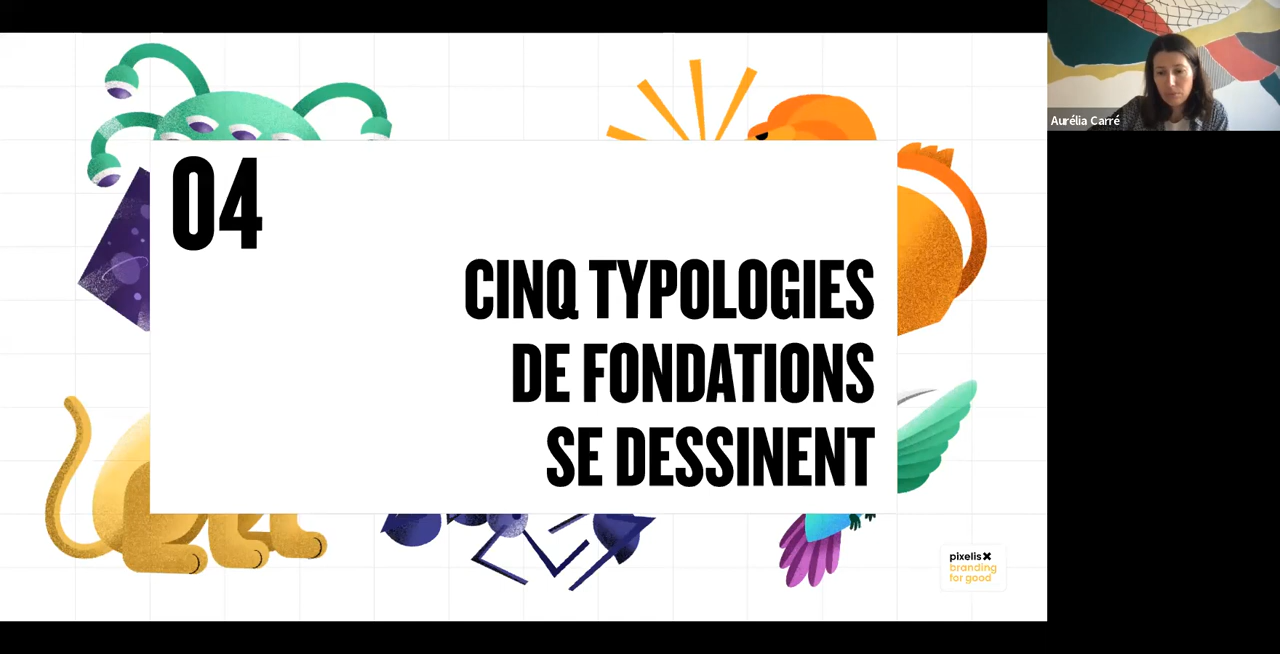 04
CINQ TYPOLOGIES
DE FONDATIONS
SE DESSINENT
pixelis
branding
for good
Aurélia Carré